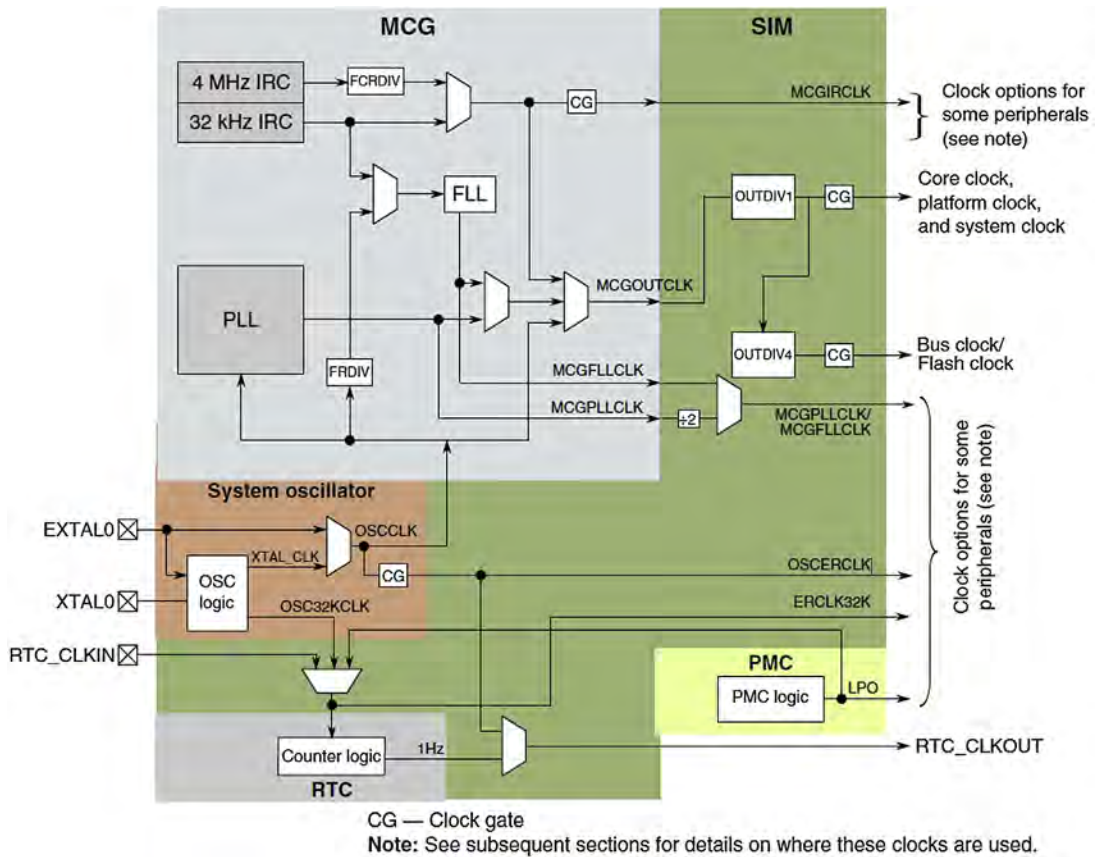 MCG
SIM
4 MHz IRC
FCRDIV
32 kHz IRC
CG
MCGIRCLK
Clock options for
some peripherals
(see note)
FLL
OUTDIV1
CG
Core clock,
platform clock,
and system clock
PLL
MCGOUTCLK
FRDIV
OUTDIV4
CG
Bus clock/
Flash clock
MCGFLLCLK
MCGPLLCLK
÷2
MCGPLLCLK/
MCGFLLCLK
System oscillator
EXTAL0
OSCCLK
XTAL_CLK
OSC
logic
CG
OSCERCLK
XTAL0
OSC32KCLK
ERCLK32K
Clock options for some
peripherals (see note)
RTC_CLKIN
PMC
PMC logic
LPO
Counter logic
1Hz
RTC_CLKOUT
RTC
CG — Clock gate
Note: See subsequent sections for details on where these clocks are used.